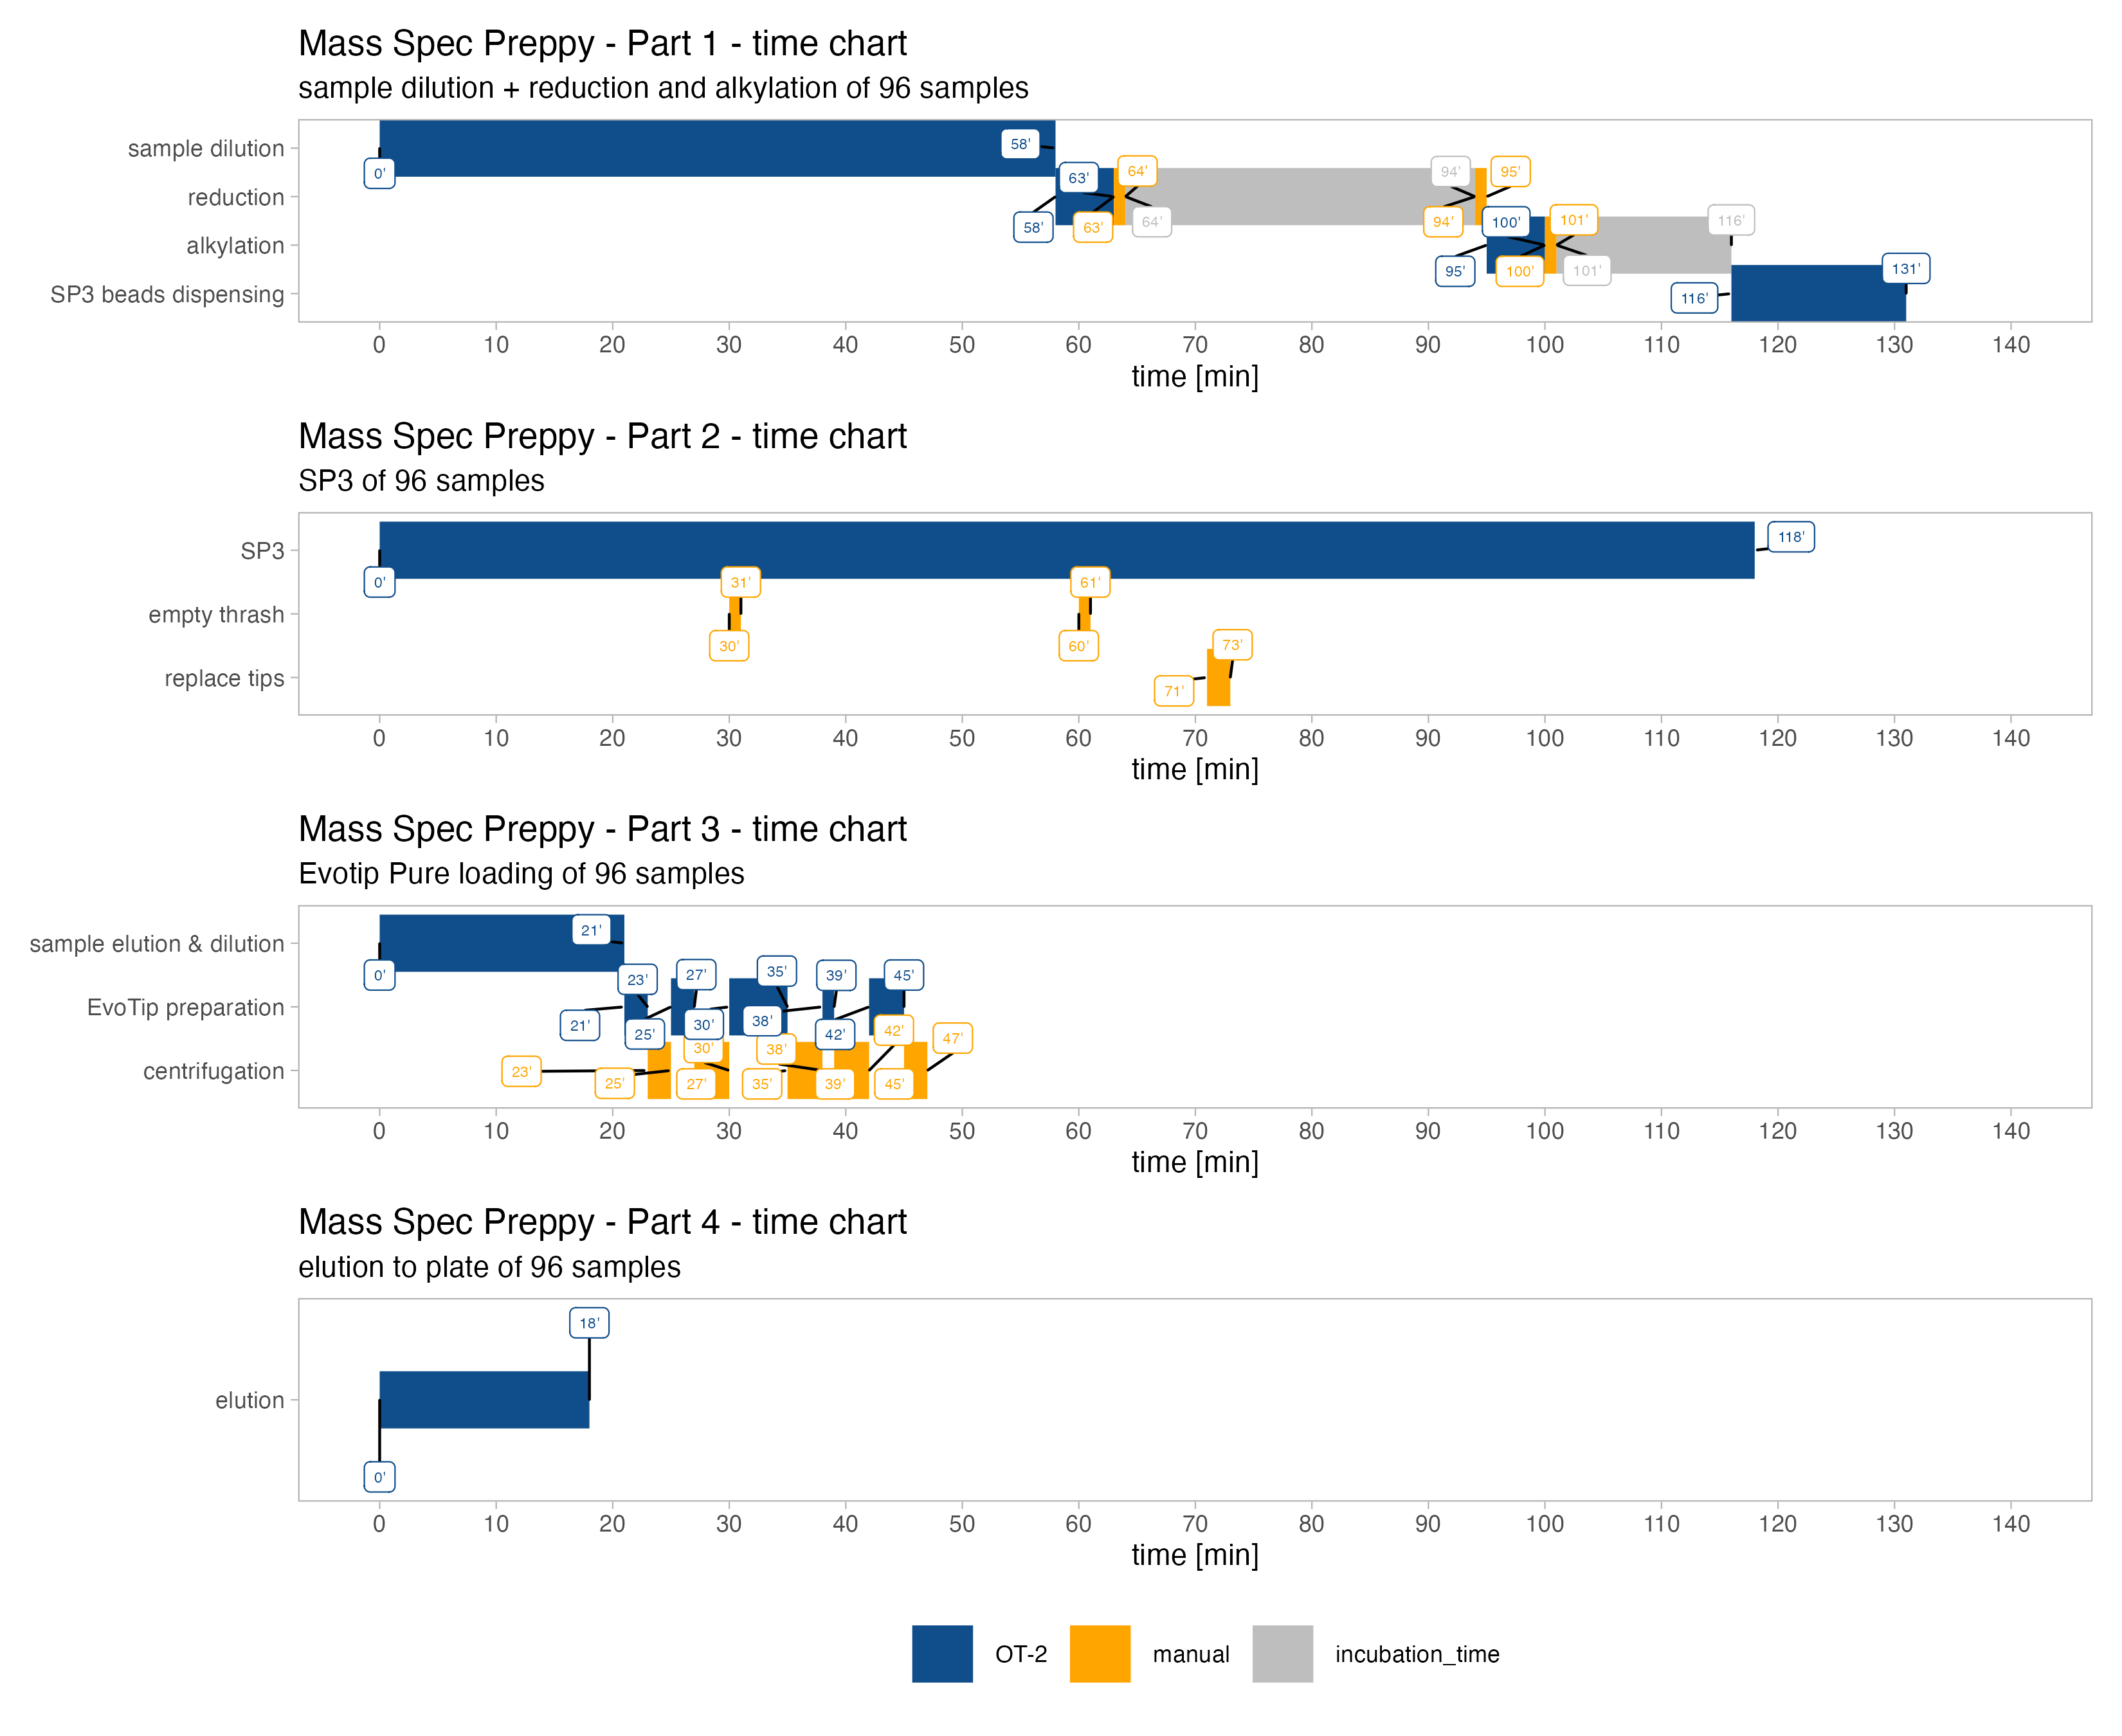 Mass Spec Preppy - Part 1 - time chart
sample dilution + reduction and alkylation of 96 samples
sample dilution
0'
58'
reduction
58'
63'
63'
64'
64'
94'
94'
95'
alkylation
95'
100'
100'
101'
101'
116'
SP3 beads dispensing
116'
131'
0 10 20 30 40 50 60 70 80 90 100 110 120 130 140
time [min]
Mass Spec Preppy - Part 2 - time chart
SP3 of 96 samples
SP3
0'
118'
empty thrash
30'
31'
60'
61'
replace tips
71'
73'
0 10 20 30 40 50 60 70 80 90 100 110 120 130 140
time [min]
Mass Spec Preppy - Part 3 - time chart
Evotip Pure loading of 96 samples
sample elution & dilution
0'
21'
EvoTip preparation
21'
23'
25'
27'
30'
35'
38'
39'
42'
45'
centrifugation
23'
25'
27'
30'
35'
38'
39'
42'
45'
47'
0 10 20 30 40 50 60 70 80 90 100 110 120 130 140
time [min]
Mass Spec Preppy - Part 4 - time chart
elution to plate of 96 samples
elution
0'
18'
0 10 20 30 40 50 60 70 80 90 100 110 120 130 140
time [min]
OT-2 manual incubation_time